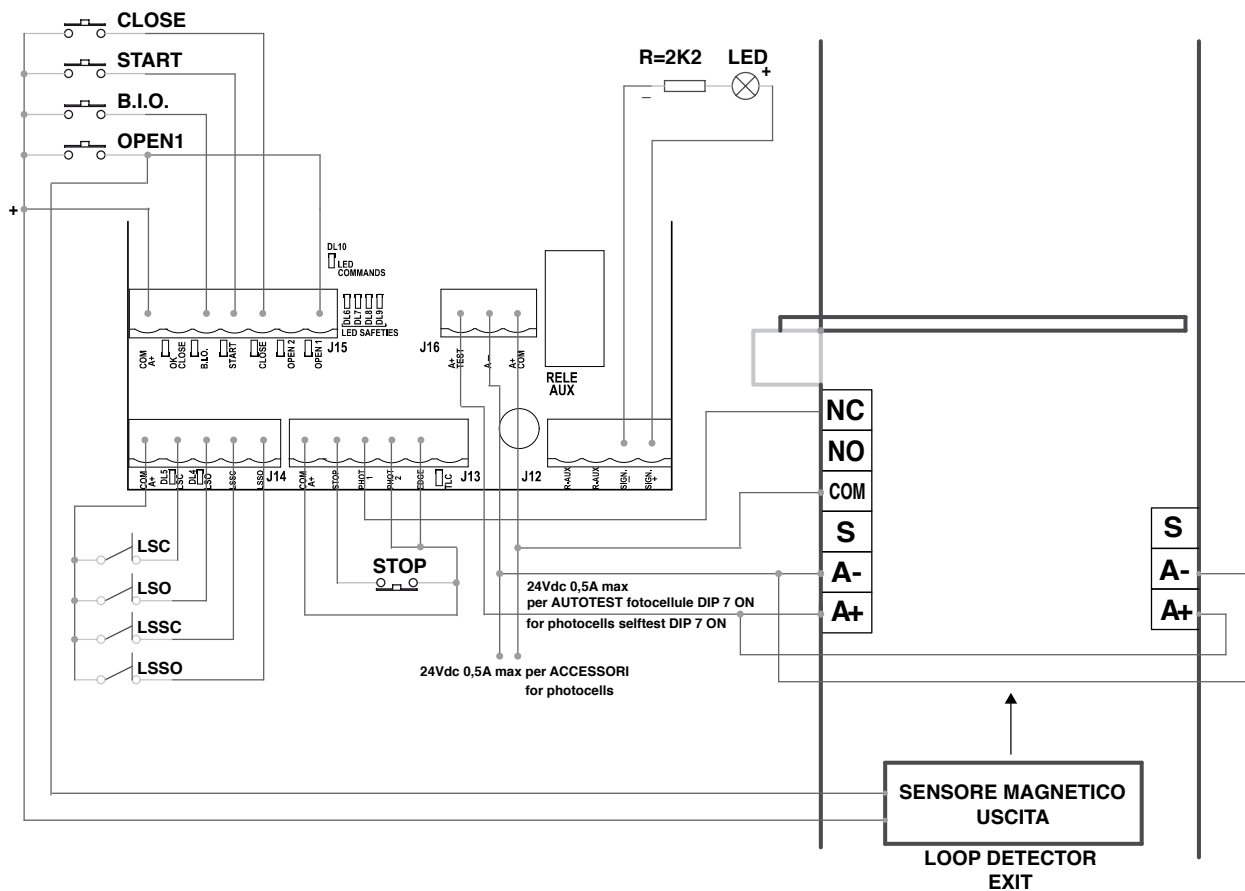 CLOSE
START
B.I.O.
OPEN1
+
R=2K2
LED
+
–
DL10
LED
COMMANDS
DL6
DL7
DL8
DL9
LED SAFETIES
J15
COM
A+
OK
CLOSE
B.I.O.
START
CLOSE
OPEN 2
OPEN 1
J16
A+
TEST
A –
A+
COM
RELE
AUX
COM
A+
DL5
LSC
DL4
LSO
LSSC
LSSO
J14
COM
A+
STOP
PHOT
1
PHOT
2
EDGE
TLC
J13
J12
R-AUX
R-AUX
SIGN.
–
SIGN.
+
NC
NO
COM
S
A-
A+
S
A-
A+
LSC
LSO
LSSC
LSSO
STOP
24Vdc 0,5A max
per AUTOTEST fotocellule DIP 7 ON
for photocells selftest DIP 7 ON
24Vdc 0,5A max per ACCESSORI
for photocells
SENSORE MAGNETICO
USCITA
LOOP DETECTOR
EXIT